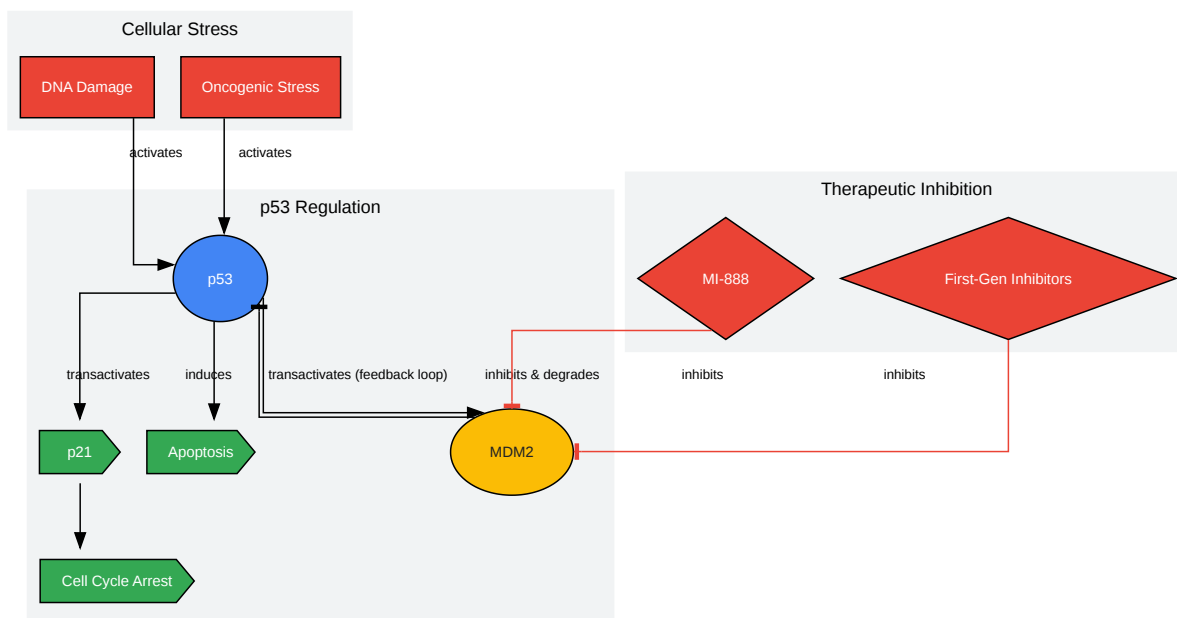 Cellular Stress
DNA Damage
Oncogenic Stress
activates
activates
p53 Regulation
Therapeutic Inhibition
p53
MI-888
First-Gen Inhibitors
transactivates
induces
transactivates (feedback loop)
inhibits & degrades
inhibits
inhibits
p21
Apoptosis
MDM2
Cell Cycle Arrest